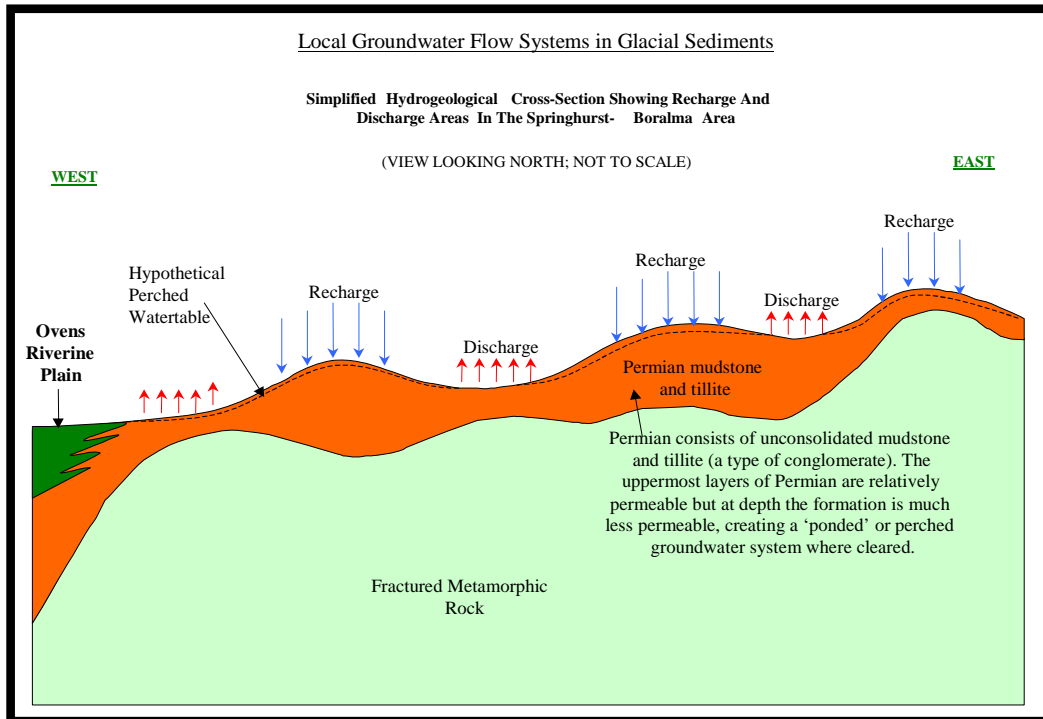 Local Groundwater Flow Systems in Glacial Sediments
Simplified Hydrogeological Cross-Section Showing Recharge And
Discharge Areas In The Springhurst- Boralma Area
(VIEW LOOKING NORTH; NOT TO SCALE)
WEST
EAST
Recharge
Recharge
Hypothetical
Perched
Watertable
Recharge
Discharge
Ovens
Riverine
Plain
Discharge
Permian mudstone
and tillite
Permian consists of unconsolidated mudstone
and tillite (a type of conglomerate). The
uppermost layers of Permian are relatively
permeable but at depth the formation is much
less permeable, creating a ‘ponded’ or perched
groundwater system where cleared.
Fractured Metamorphic
Rock